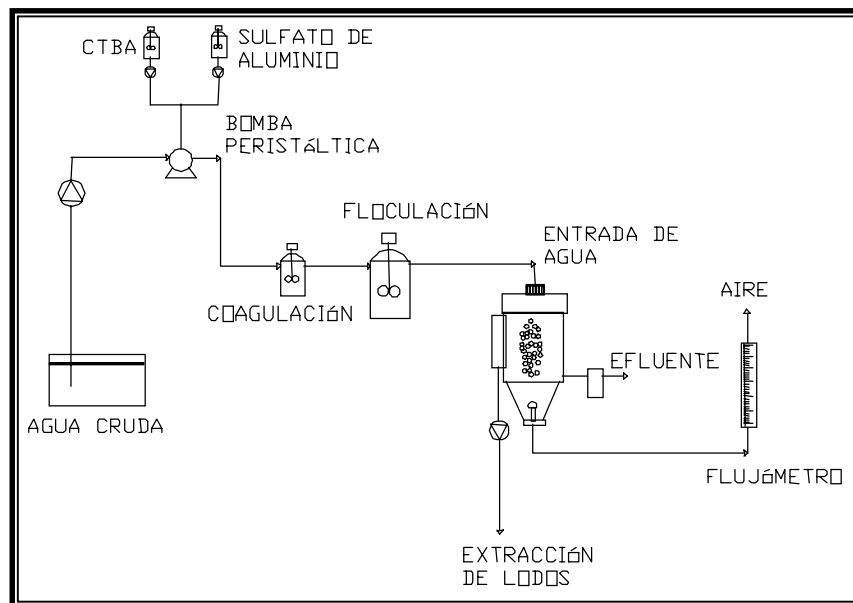 CTBA
SULFATO DE
ALUMINIO
BOMBA
PERISTáLTICA
FLOCULACIóN
ENTRADA DE
AGUA
AIRE
COAGULACIóN
EFLUENTE
AGUA CRUDA
FLUJóMETRO
EXTRACCIóN
DE LODOS